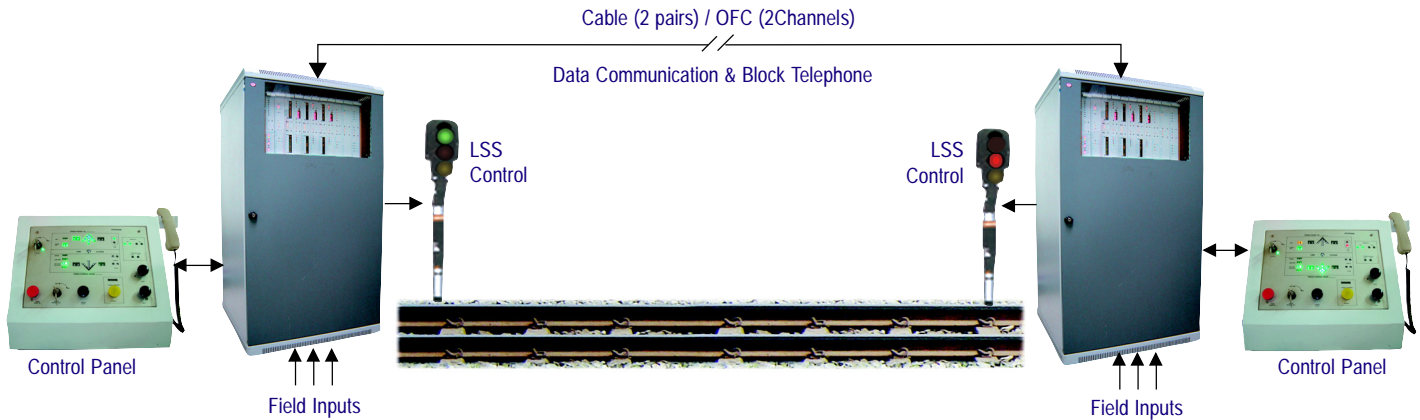 Cable (2 pairs) / OFC (2Channels)
Data Communication & Block Telephone
LSS
Control
LSS
Control
Control Panel
Field Inputs
Field Inputs
Control Panel